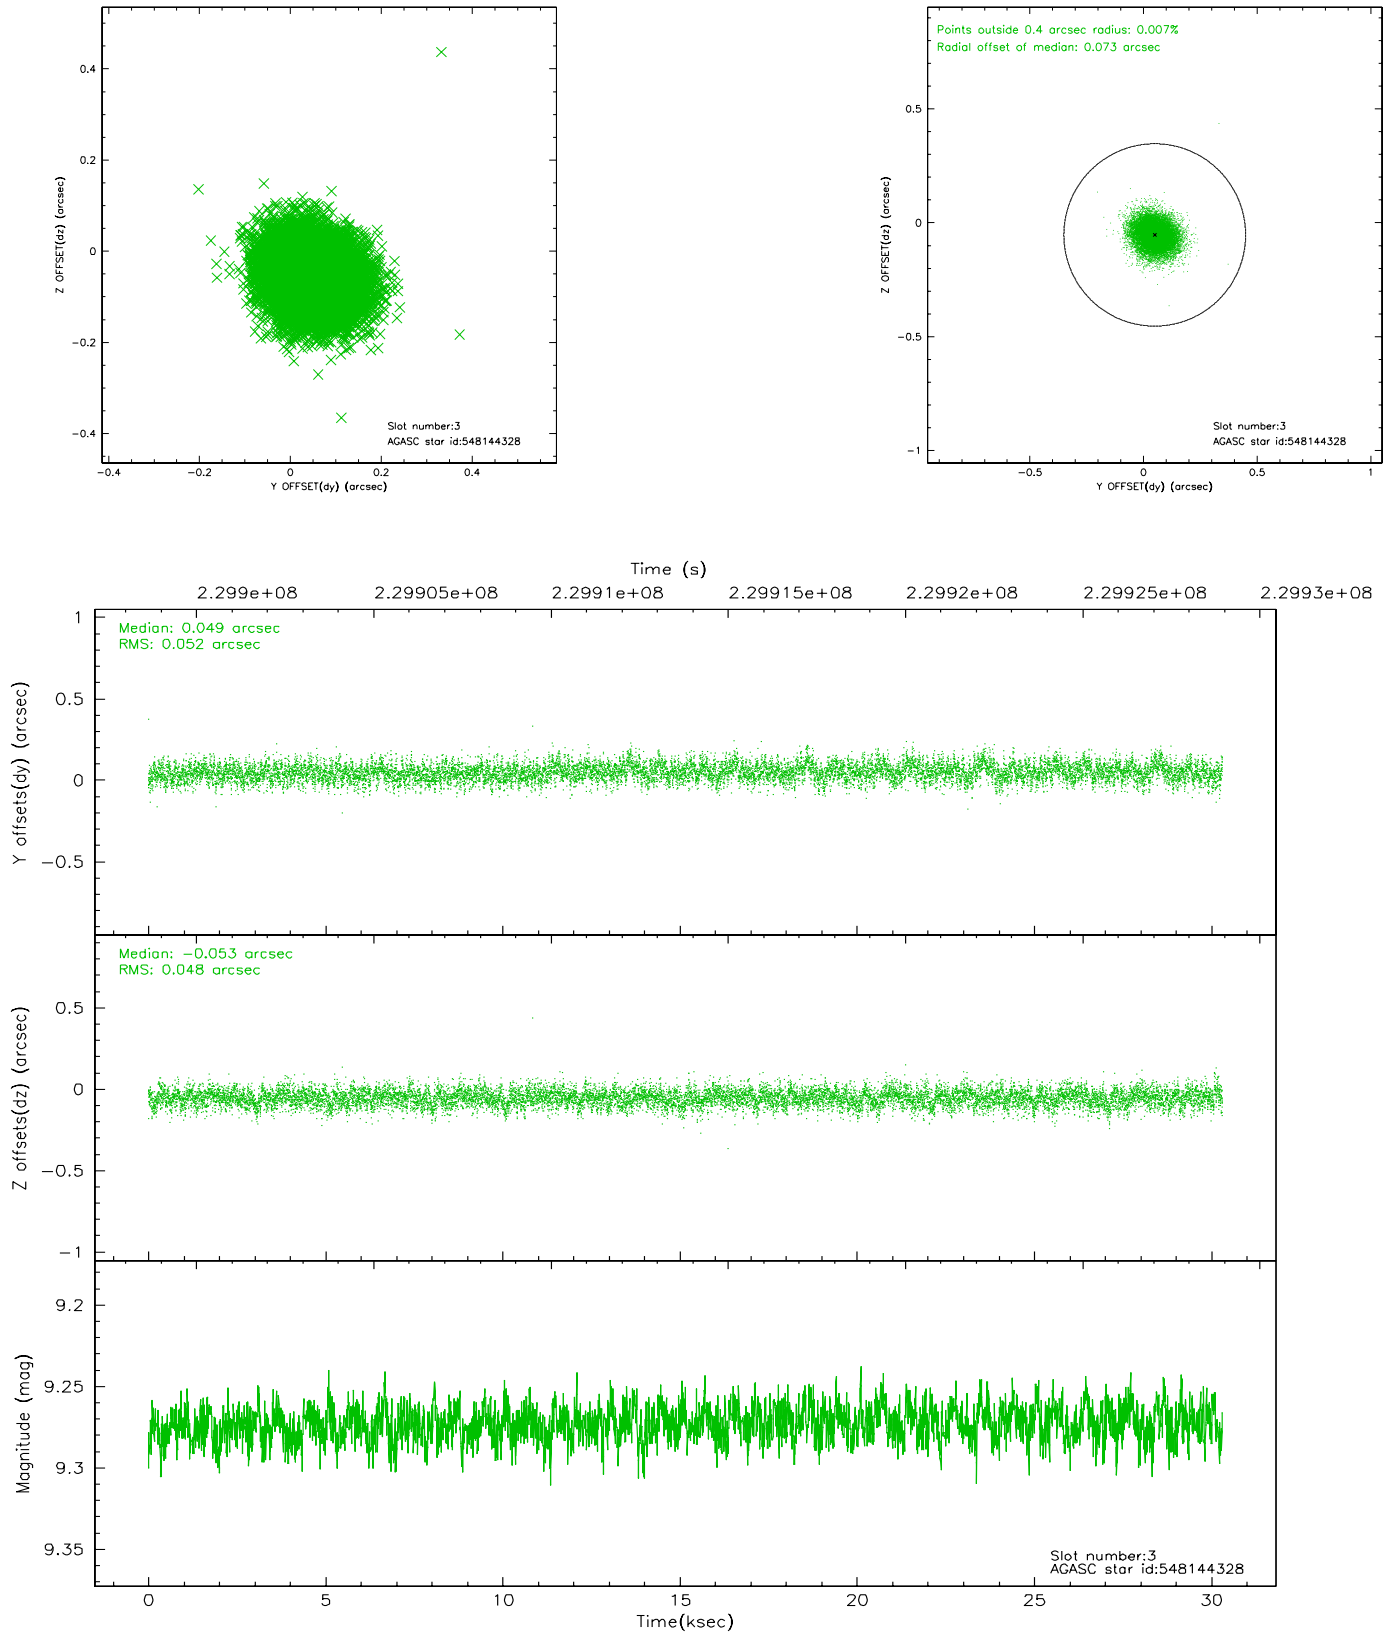 0.4
0.2
0
−0.2
−0.4
−0.4
−0.2
0
0.2
0.4
Z OFFSET(dz) (arcsec)
Y OFFSET(dy) (arcsec)
Slot number:3
AGASC star id:548144328
Points outside 0.4 arcsec radius: 0.007%
Radial offset of median: 0.073 arcsec
0.5
0
−0.5
−1
−0.5
0
0.5
1
Z OFFSET(dz) (arcsec)
Y OFFSET(dy) (arcsec)
Slot number:3
AGASC star id:548144328
Time (s)
2.299e+08
2.29905e+08
2.2991e+08
2.29915e+08
2.2992e+08
2.29925e+08
2.2993e+08
Median: 0.049 arcsec
RMS: 0.052 arcsec
1
0.5
0
−0.5
Y offsets(dy) (arcsec)
Median: −0.053 arcsec
RMS: 0.048 arcsec
0.5
0
−0.5
−1
Z offsets(dz) (arcsec)
9.2
9.25
9.3
9.35
Magnitude (mag)
Slot number:3
AGASC star id:548144328
0
5
10
15
20
25
30
Time(ksec)